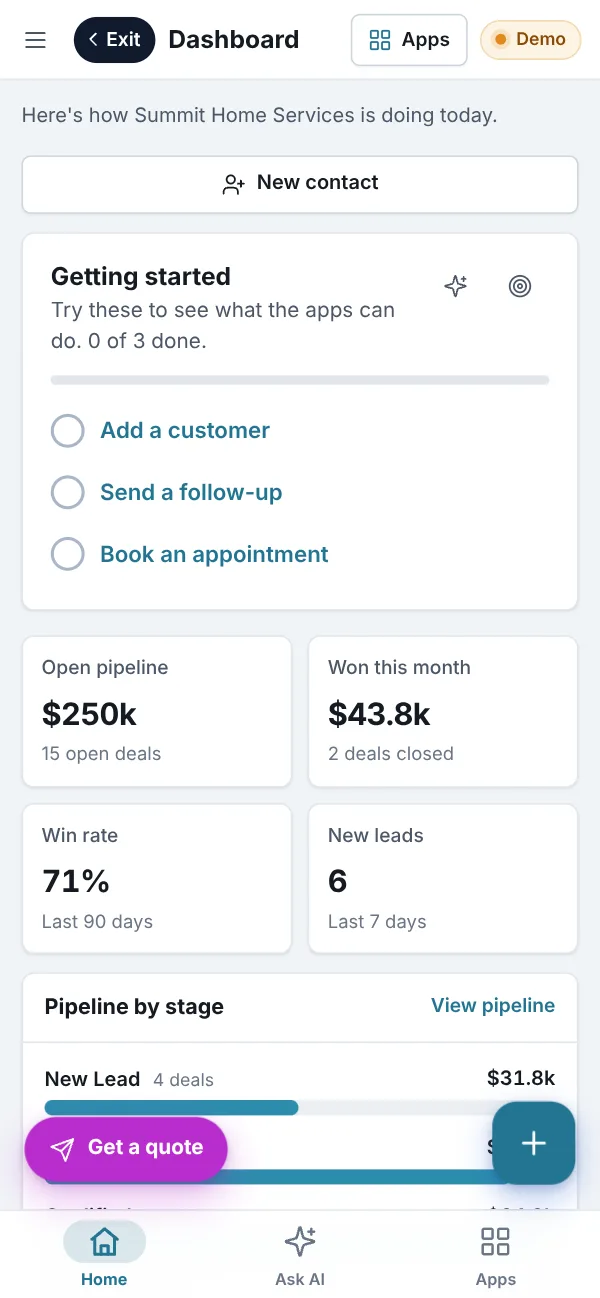 Exit
Dashboard
Apps
Demo
Here's how Summit Home Services is doing today.
New contact
Getting started
Try these to see what the apps can
do. 0 of 3 done.
Add a customer
Send a follow-up
Book an appointment
Open pipeline
$250k
15 open deals
Won this month
$43.8k
2 deals closed
Win rate
71%
Last 90 days
New leads
6
Last 7 days
Pipeline by stage
View pipeline
New Lead 4 deals
$31.8k
Get a quote
Home
Ask AI
Apps